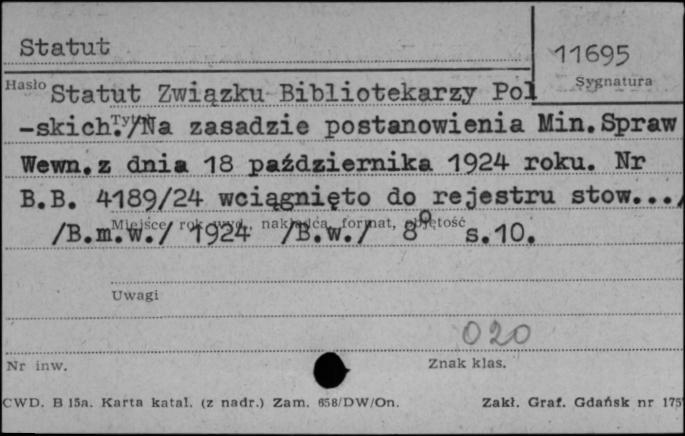 Statut
11695
Hasło
Sygnatura
Statut Związku Bibliotekarzy Pol
Tytuł
-skich./Na zasadzie postanowienia Min.Spraw
Wewn.z dnia 18 października 1924 roku. Nr
B.B. 4189/24 wciągnięto do rejestru stow.../
Miejsce rok wyd., nakładca, format, objętość
/B.m.w./ 1924 /B.w./ 8° s.10.
Uwagi
020
Nr inw.
Znak klas.
CWD. B 15a. Karta katal. (z nadr.) Zam. 658/DW/On.
Zakł. Graf. Gdańsk nr 175